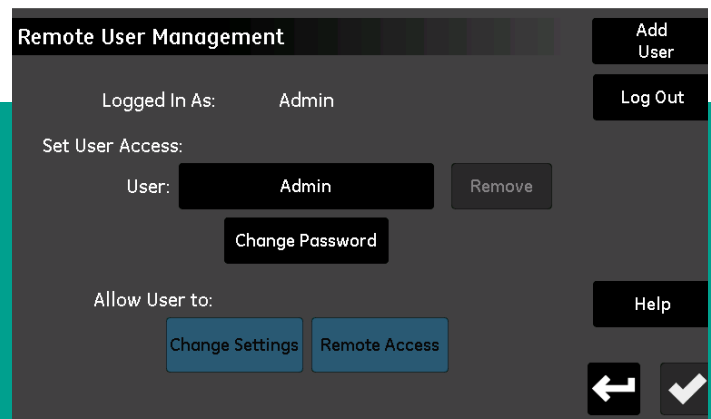 Remote User Management
Add
User
Logged In As: Admin
Log Out
Set User Access:
User: Admin Remove
Change Password
Allow User to:
Help
Change Settings Remote Access